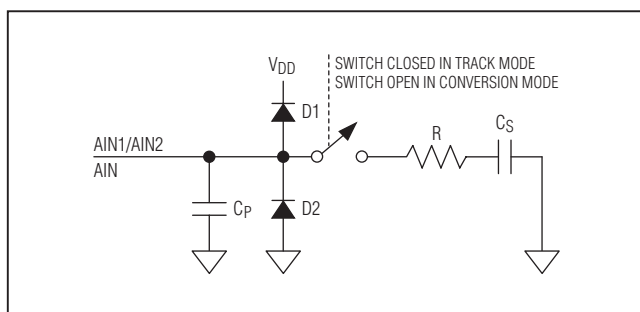 SWITCH CLOSED IN TRACK MODE
SWITCH OPEN IN CONVERSION MODE
VDD
D1
AIN1/AIN2
AIN
R
CS
CP
D2